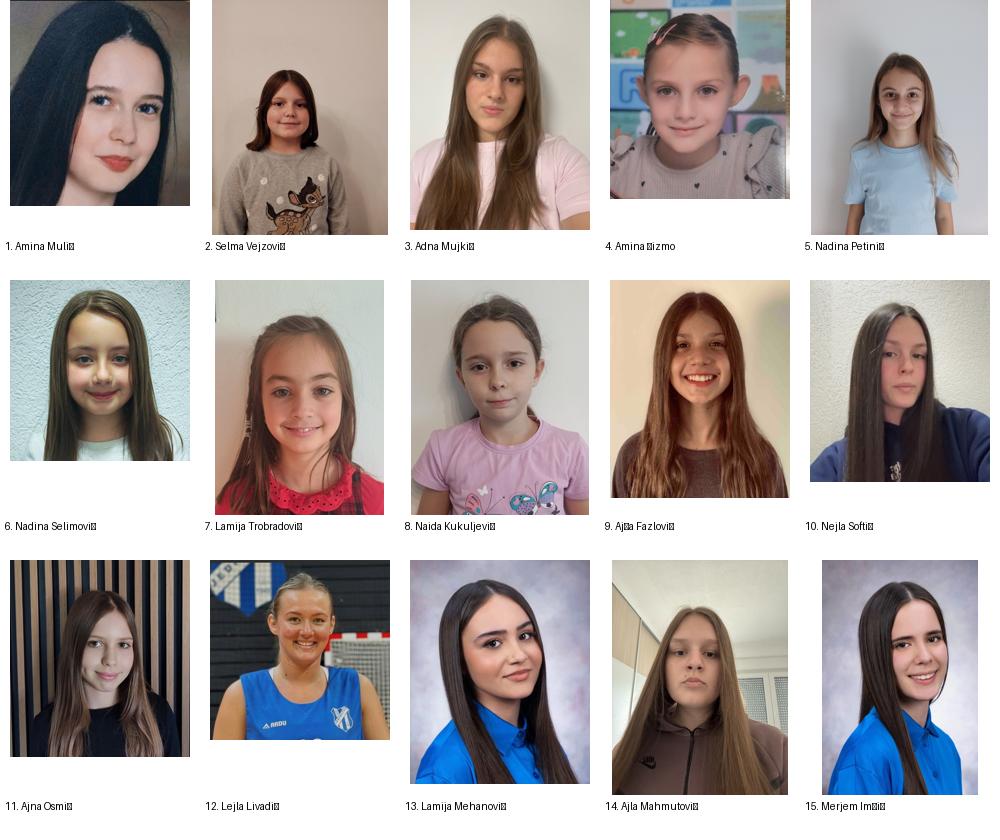 1. Amina Muli▯
2. Selma Vejzovi▯
3. Adna Mujki▯
4. Amina ▯izmo
5. Nadina Petini▯
6. Nadina Selimovi▯
7. Lamija Trobradovi▯
8. Naida Kukuljevi▯
9. Aj▯a Fazlovi▯
10. Nejla Softi▯
ARDU
11. Ajna Osmi▯
12. Lejla Livadi▯
13. Lamija Mehanovi▯
14. Ajla Mahmutovi▯
15. Merjem Im▯i▯